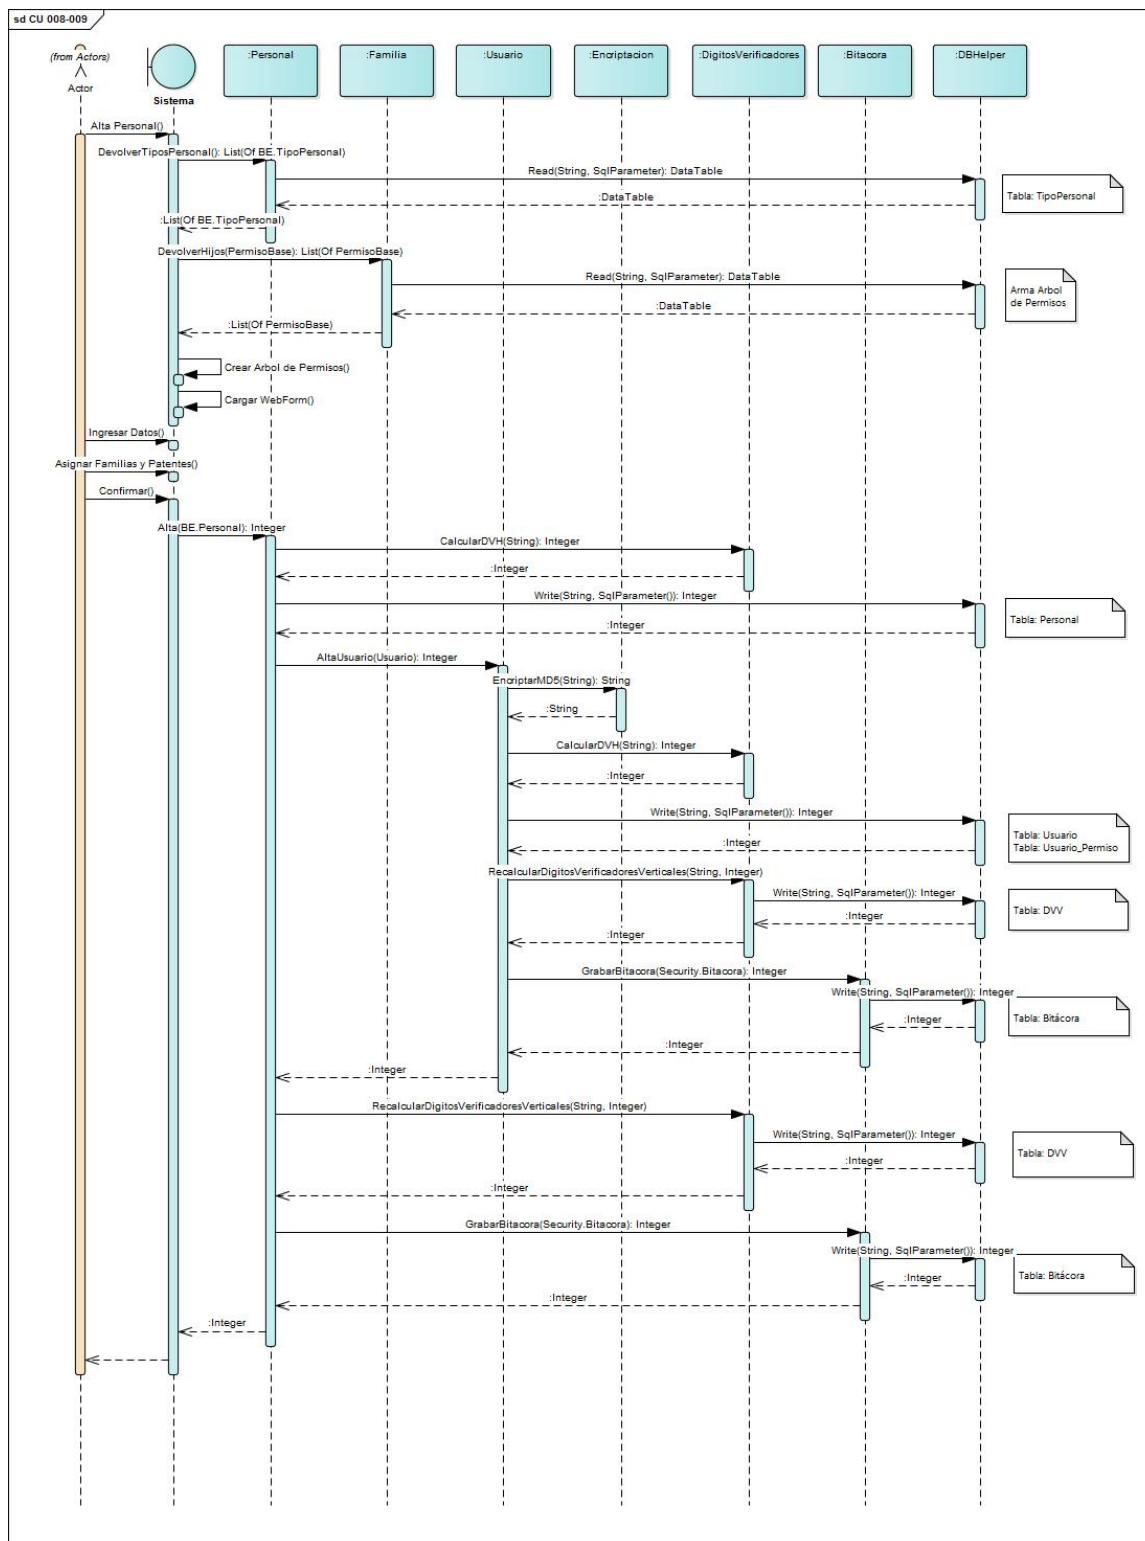 sd CU 008-009
(from Actors)
Actor
Sistema
:Personal
:Familia
:Usuario
:Encriptacion
:DigitosVerificadores
:Bitacora
:DBHelper
Alta Personal()
DevolverTiposPersonal(): List(Of BE.TipoPersonal)
Read(String, SqlParameter): DataTable
Tabla: TipoPersonal
:DataTable
:List(Of BE.TipoPersonal)
DevolverHijos(PermisoBase): List(Of PermisoBase)
Read(String, SqlParameter): DataTable
Arma Arbol
de Permisos
:DataTable
:List(Of PermisoBase)
Crear Arbol de Permisos()
Cargar WebForm()
Ingresar Datos()
Asignar Familias y Patentes()
Confirmar()
Alta(BE.Personal): Integer
CalcularDVH(String): Integer
:Integer
Write(String, SqlParameter()): Integer
Tabla: Personal
:Integer
AltaUsuario(Usuario): Integer
EncriptarMD5(String): String
:String
CalcularDVH(String): Integer
:Integer
Write(String, SqlParameter()): Integer
Tabla: Usuario
Tabla: Usuario_Permiso
:Integer
RecalcularDigitosVerificadoresVerticales(String, Integer)
Write(String, SqlParameter()): Integer
Tabla: DVV
:Integer
:Integer
GrabarBitacora(Security.Bitacora): Integer
Write(String, SqlParameter()): Integer
Tabla: Bitácora
:Integer
:Integer
:Integer
RecalcularDigitosVerificadoresVerticales(String, Integer)
Write(String, SqlParameter()): Integer
Tabla: DVV
:Integer
:Integer
GrabarBitacora(Security.Bitacora): Integer
Write(String, SqlParameter()): Integer
Tabla: Bitácora
:Integer
:Integer
:Integer